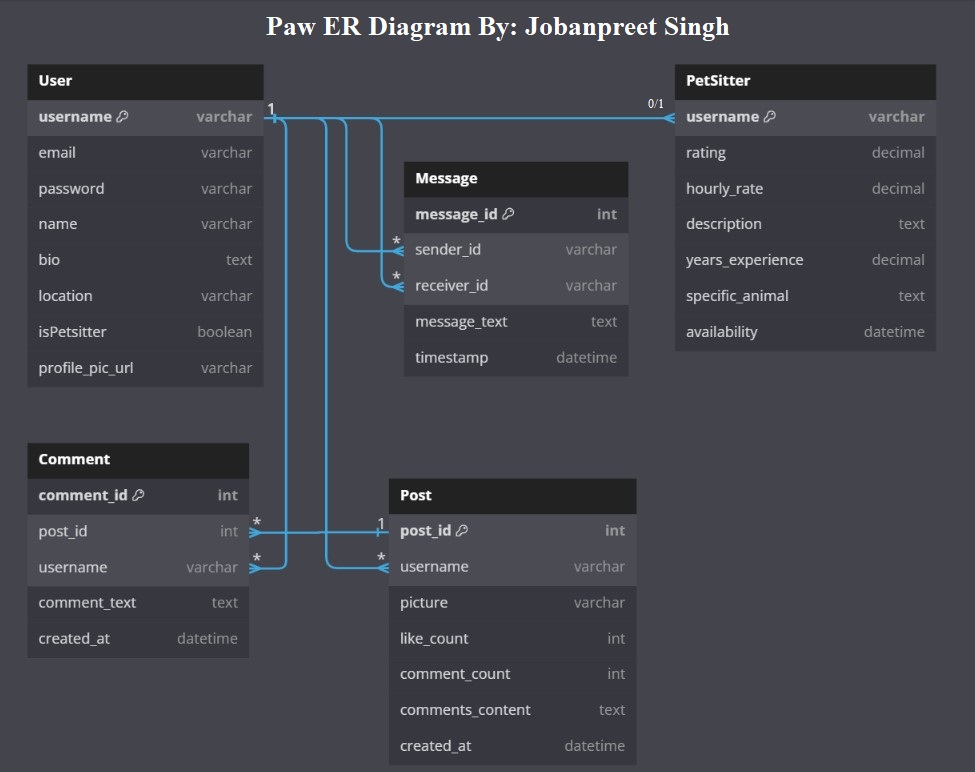 Paw ER Diagram By: Jobanpreet Singh
User
username varchar
email varchar
password varchar
name varchar
bio text
location varchar
isPetsitter boolean
profile_pic_url varchar
1
0/1
PetSitter
username varchar
rating decimal
hourly_rate decimal
description text
years_experience decimal
specific_animal text
availability datetime
Message
message_id int
* sender_id varchar
* receiver_id varchar
message_text text
timestamp datetime
Comment
comment_id int
post_id int *
username varchar *
comment_text text
created_at datetime
Post
1 post_id int
* username varchar
picture varchar
like_count int
comment_count int
comments_content text
created_at datetime